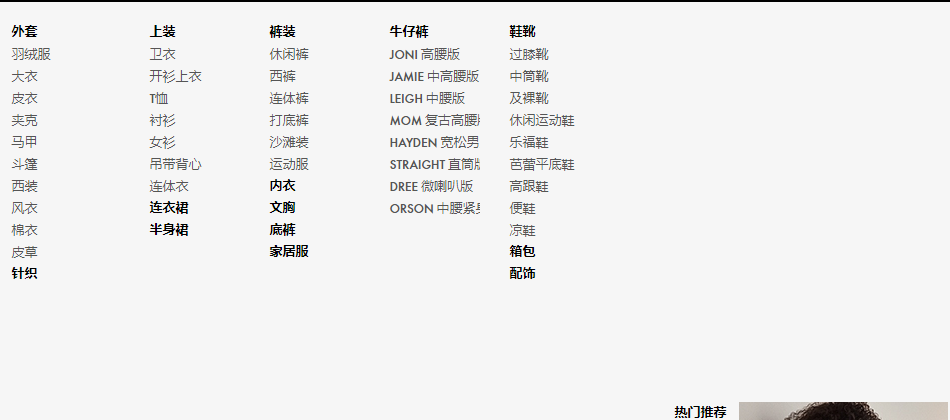 外套
羽绒服
大衣
皮衣
夹克
马甲
斗篷
西装
风衣
棉衣
皮草
针织
上装
卫衣
开衫上衣
T恤
衬衫
女衫
吊带背心
连体衣
连衣裙
半身裙
裤装
休闲裤
西裤
连体裤
打底裤
沙滩装
运动服
内衣
文胸
底裤
家居服
牛仔裤
JONI 高腰版
JAMIE 中高腰版
LEIGH 中腰版
MOM 复古高腰
HAYDEN 宽松男
STRAIGHT 直筒
DREE 微喇叭版
ORSON 中腰紧
鞋靴
过膝靴
中筒靴
及裸靴
休闲运动鞋
乐福鞋
芭蕾平底鞋
高跟鞋
便鞋
凉鞋
箱包
配饰
热门推荐